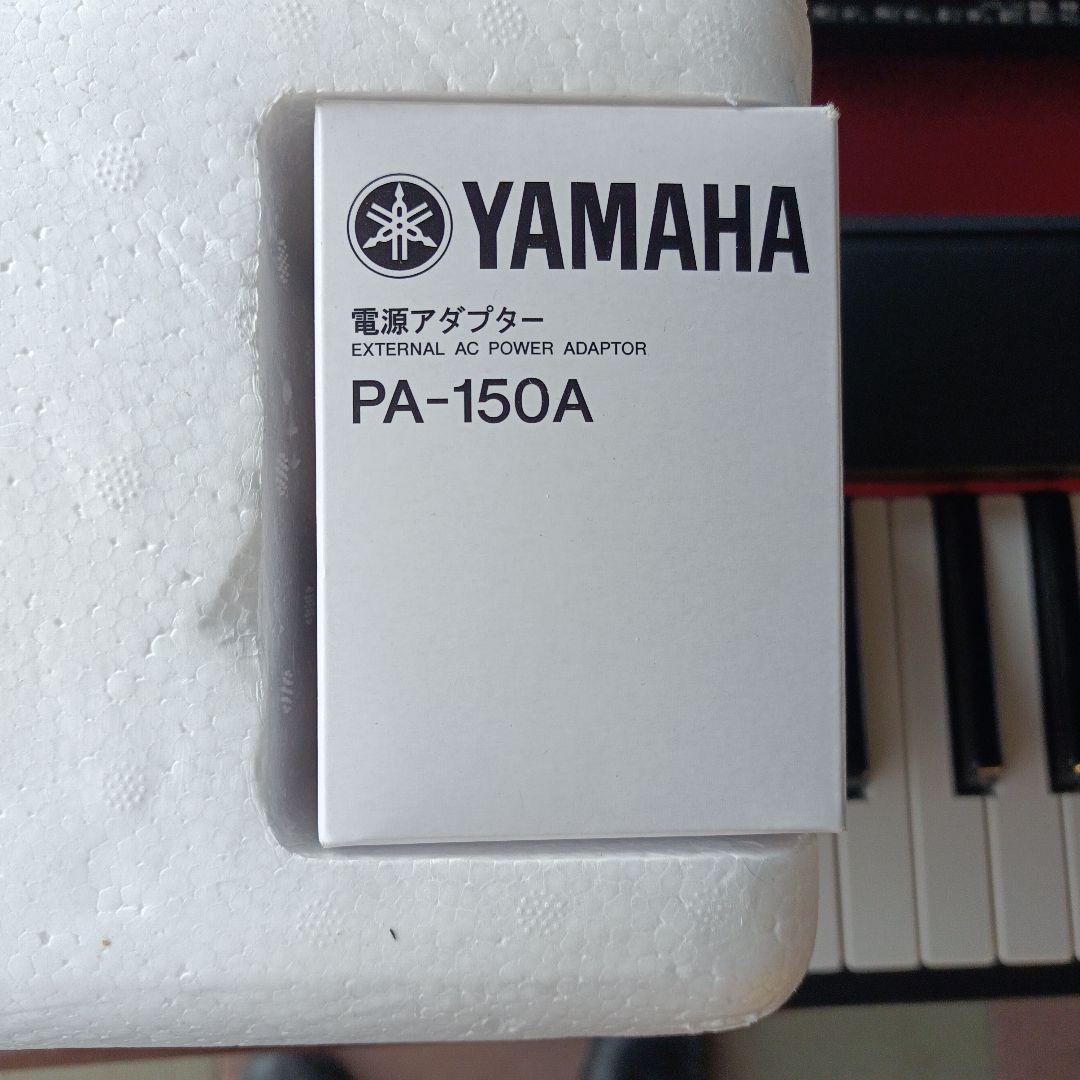 YAMAHA
電源アダプター
EXTERNAL AC POWER ADAPTOR
PA-150A